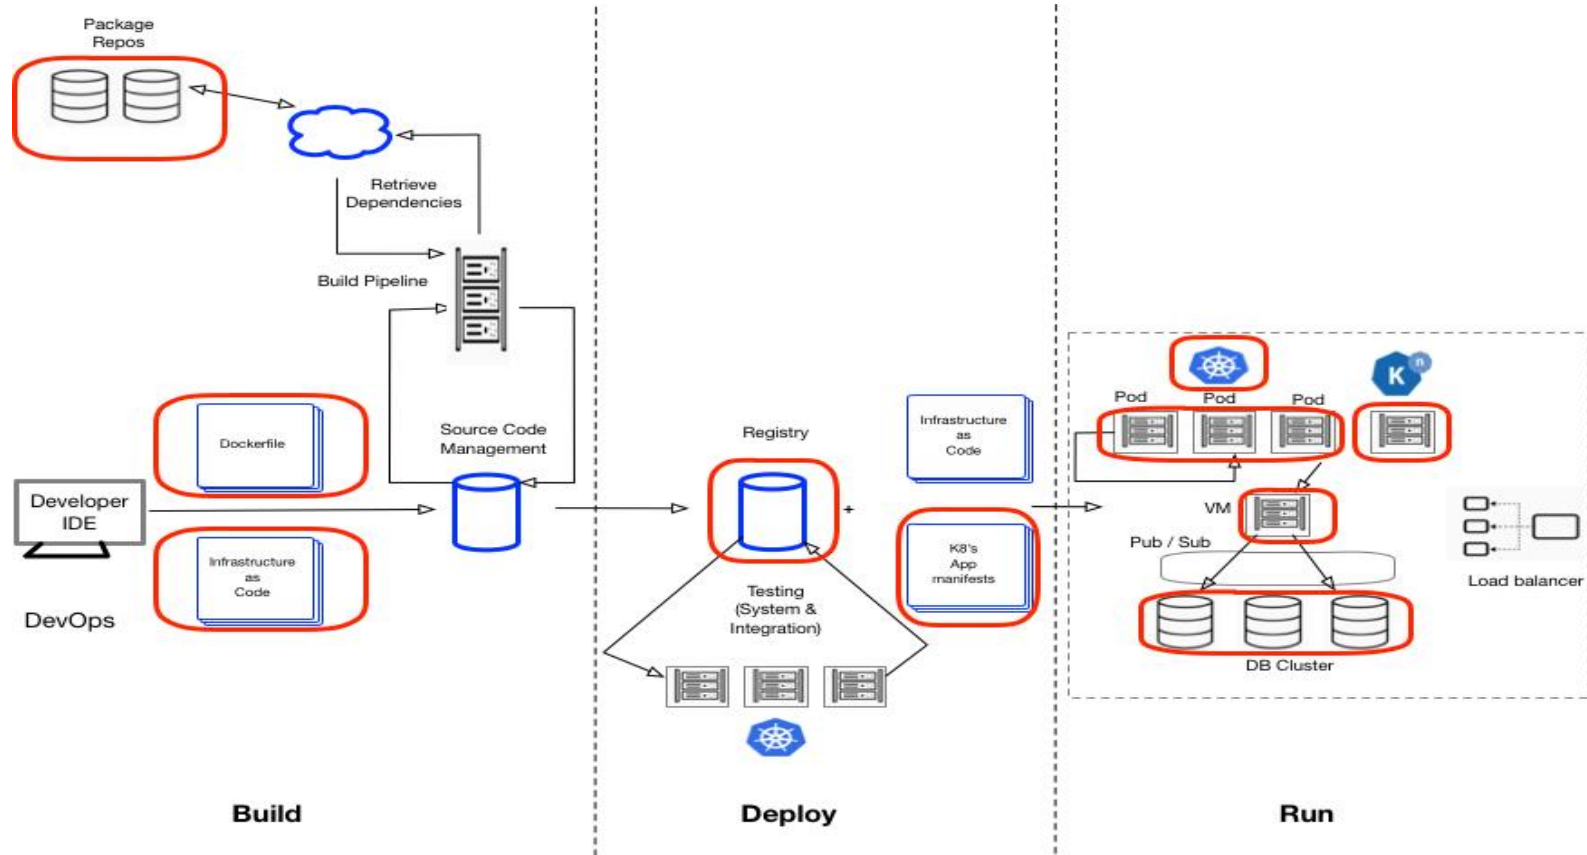 Package
Repos
Retrieve
Dependencies
Build Pipeline
Dockerfile
Source Code
Management
Developer
IDE
Infrastructure
as
Code
DevOps
Build
Registry
+
Infrastructure
as
Code
K8's
App
manifests
Testing
(System &
Integration)
Deploy
K
n
Pod
Pod
Pod
VM
Pub / Sub
Load balancer
DB Cluster
Run